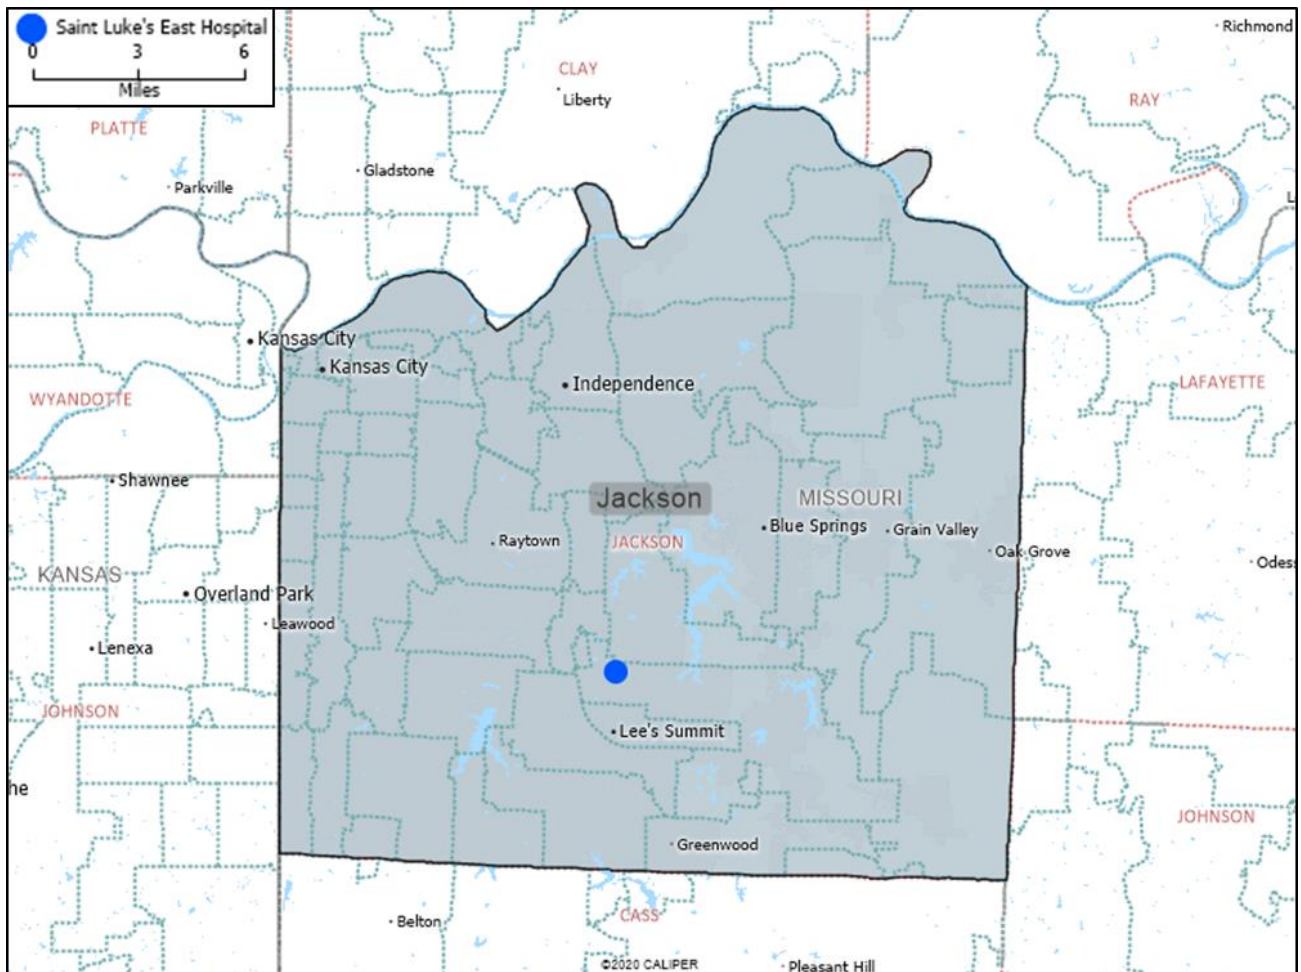 Saint Luke's East Hospital
0 3 6
Miles
Richmond
CLAY
Liberty
RAY
PLATTE
Gladstone
Parkville
L
Kansas City
Kansas City
Independence
LAFAYETTE
WYANDOTTE
Shawnee
Jackson
MISSOURI
Blue Springs
Grain Valley
Raytown
JACKSON
Oak Grove
Odess
KANSAS
Overland Park
Leawood
Lenexa
JOHNSON
Lee's Summit
he
JOHNSON
Greenwood
CASS
Belton
©2020 CALIPER
Pleasant Hill